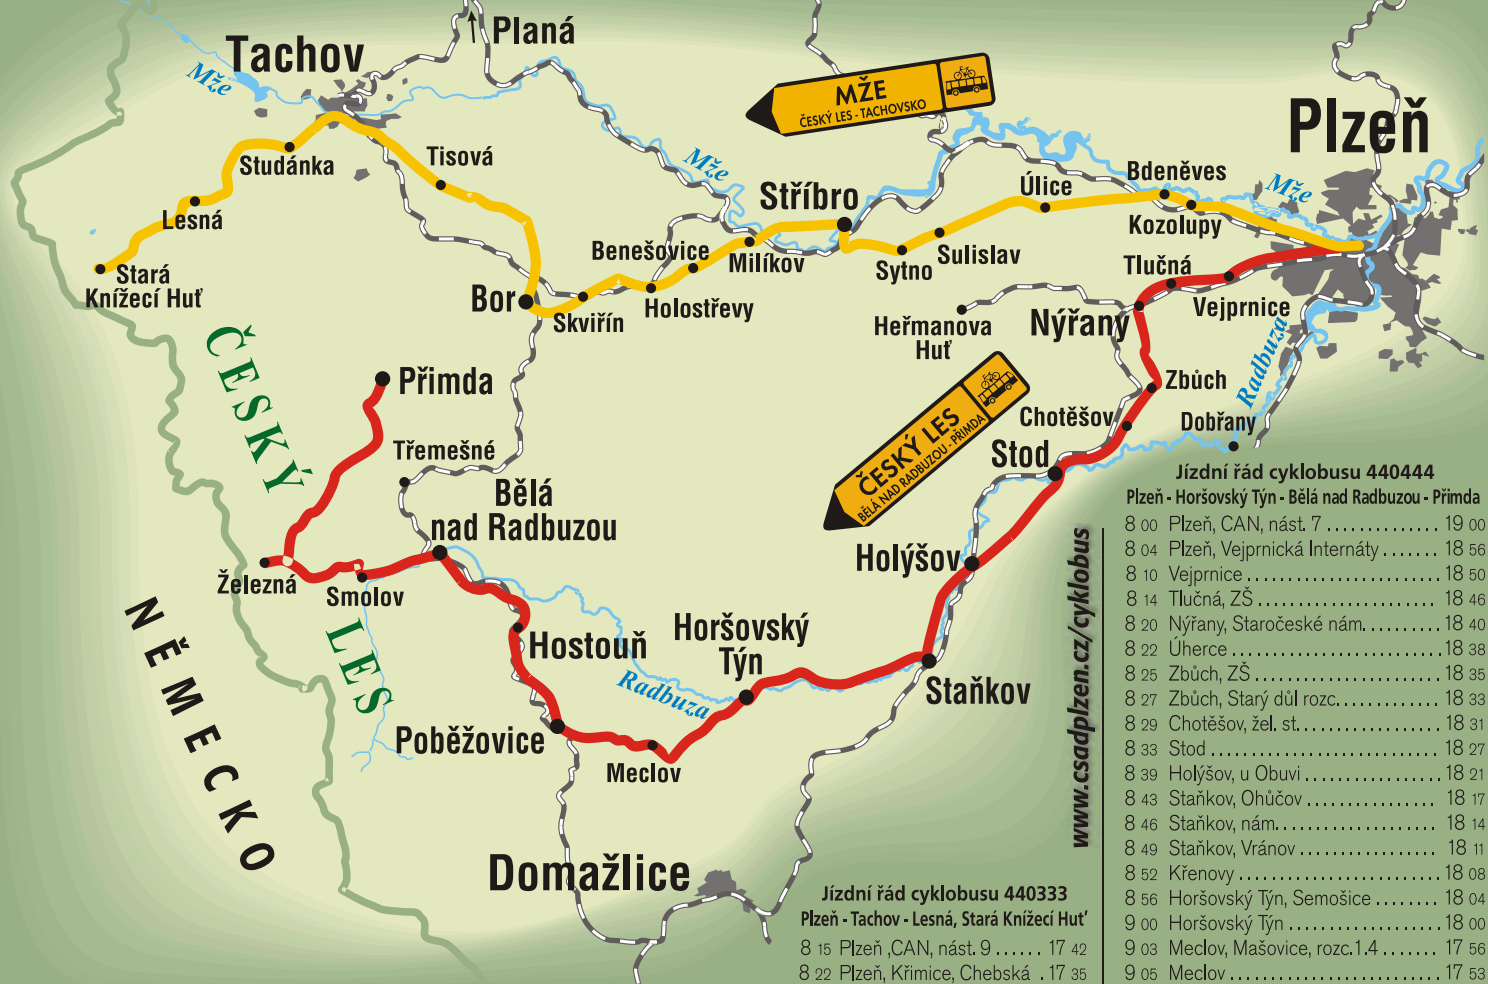 Planá
Tachov
Mže
MŽE
ČESKÝ LES - TACHOVSKO
Plzeň
Studánka
Tisová
Mže
Stříbro
Úlice
Bdeněves
Mže
Lesná
Kozolupy
Benešovice
Milíkov
Sytno
Sulislav
Tlučná
Stará
Knížecí Huť
Bor
Skviřín
Holostřevy
Heřmanova
Huť
Nýřany
Vejprnice
Radbuza
ČESKÝ
LES
Přimda
Zbůch
Chotěšov
Dobřany
ČESKÝ LES
BĚLÁ NAD RADBUZOU - PŘIMDA
Třemešné
Stod
Bělá
nad Radbuzou
Holýšov
Železná
Smolov
NĚMECKO
Hostouň
Horšovský
Týn
Radbuza
Staňkov
Poběžovice
Meclov
Domažlice
www.csadplzen.cz/cyklobus
Jízdní řád cyklobusu 440333
Plzeň - Tachov - Lesná, Stará Knížecí Huť
8 15 Plzeň ,CAN, nást. 9 ...... 17 42
8 22 Plzeň, Křimice, Chebská . 17 35
Jízdní řád cyklobusu 440444
Plzeň - Horšovský Týn - Bělá nad Radbuzou - Přimda
8 00 Plzeň, CAN, nást. 7 ............. 19 00
8 04 Plzeň, Vejprnická Internáty ....... 18 56
8 10 Vejprnice ...................... 18 50
8 14 Tlučná, ZŠ ...................... 18 46
8 20 Nýřany, Staročeské nám.......... 18 40
8 22 Úherce ........................ 18 38
8 25 Zbůch, ZŠ ...................... 18 35
8 27 Zbůch, Starý důl rozc............. 18 33
8 29 Chotěšov, žel. st................. 18 31
8 33 Stod .......................... 18 27
8 39 Holýšov, u Obuvi ................ 18 21
8 43 Staňkov, Ohůčov ............... 18 17
8 46 Staňkov, nám................... 18 14
8 49 Staňkov, Vránov ................ 18 11
8 52 Křenovy ....................... 18 08
8 56 Horšovský Týn, Semošice ........ 18 04
9 00 Horšovský Týn .................. 18 00
9 03 Meclov, Mašovice, rozc.1.4 ....... 17 56
9 05 Meclov ........................ 17 53